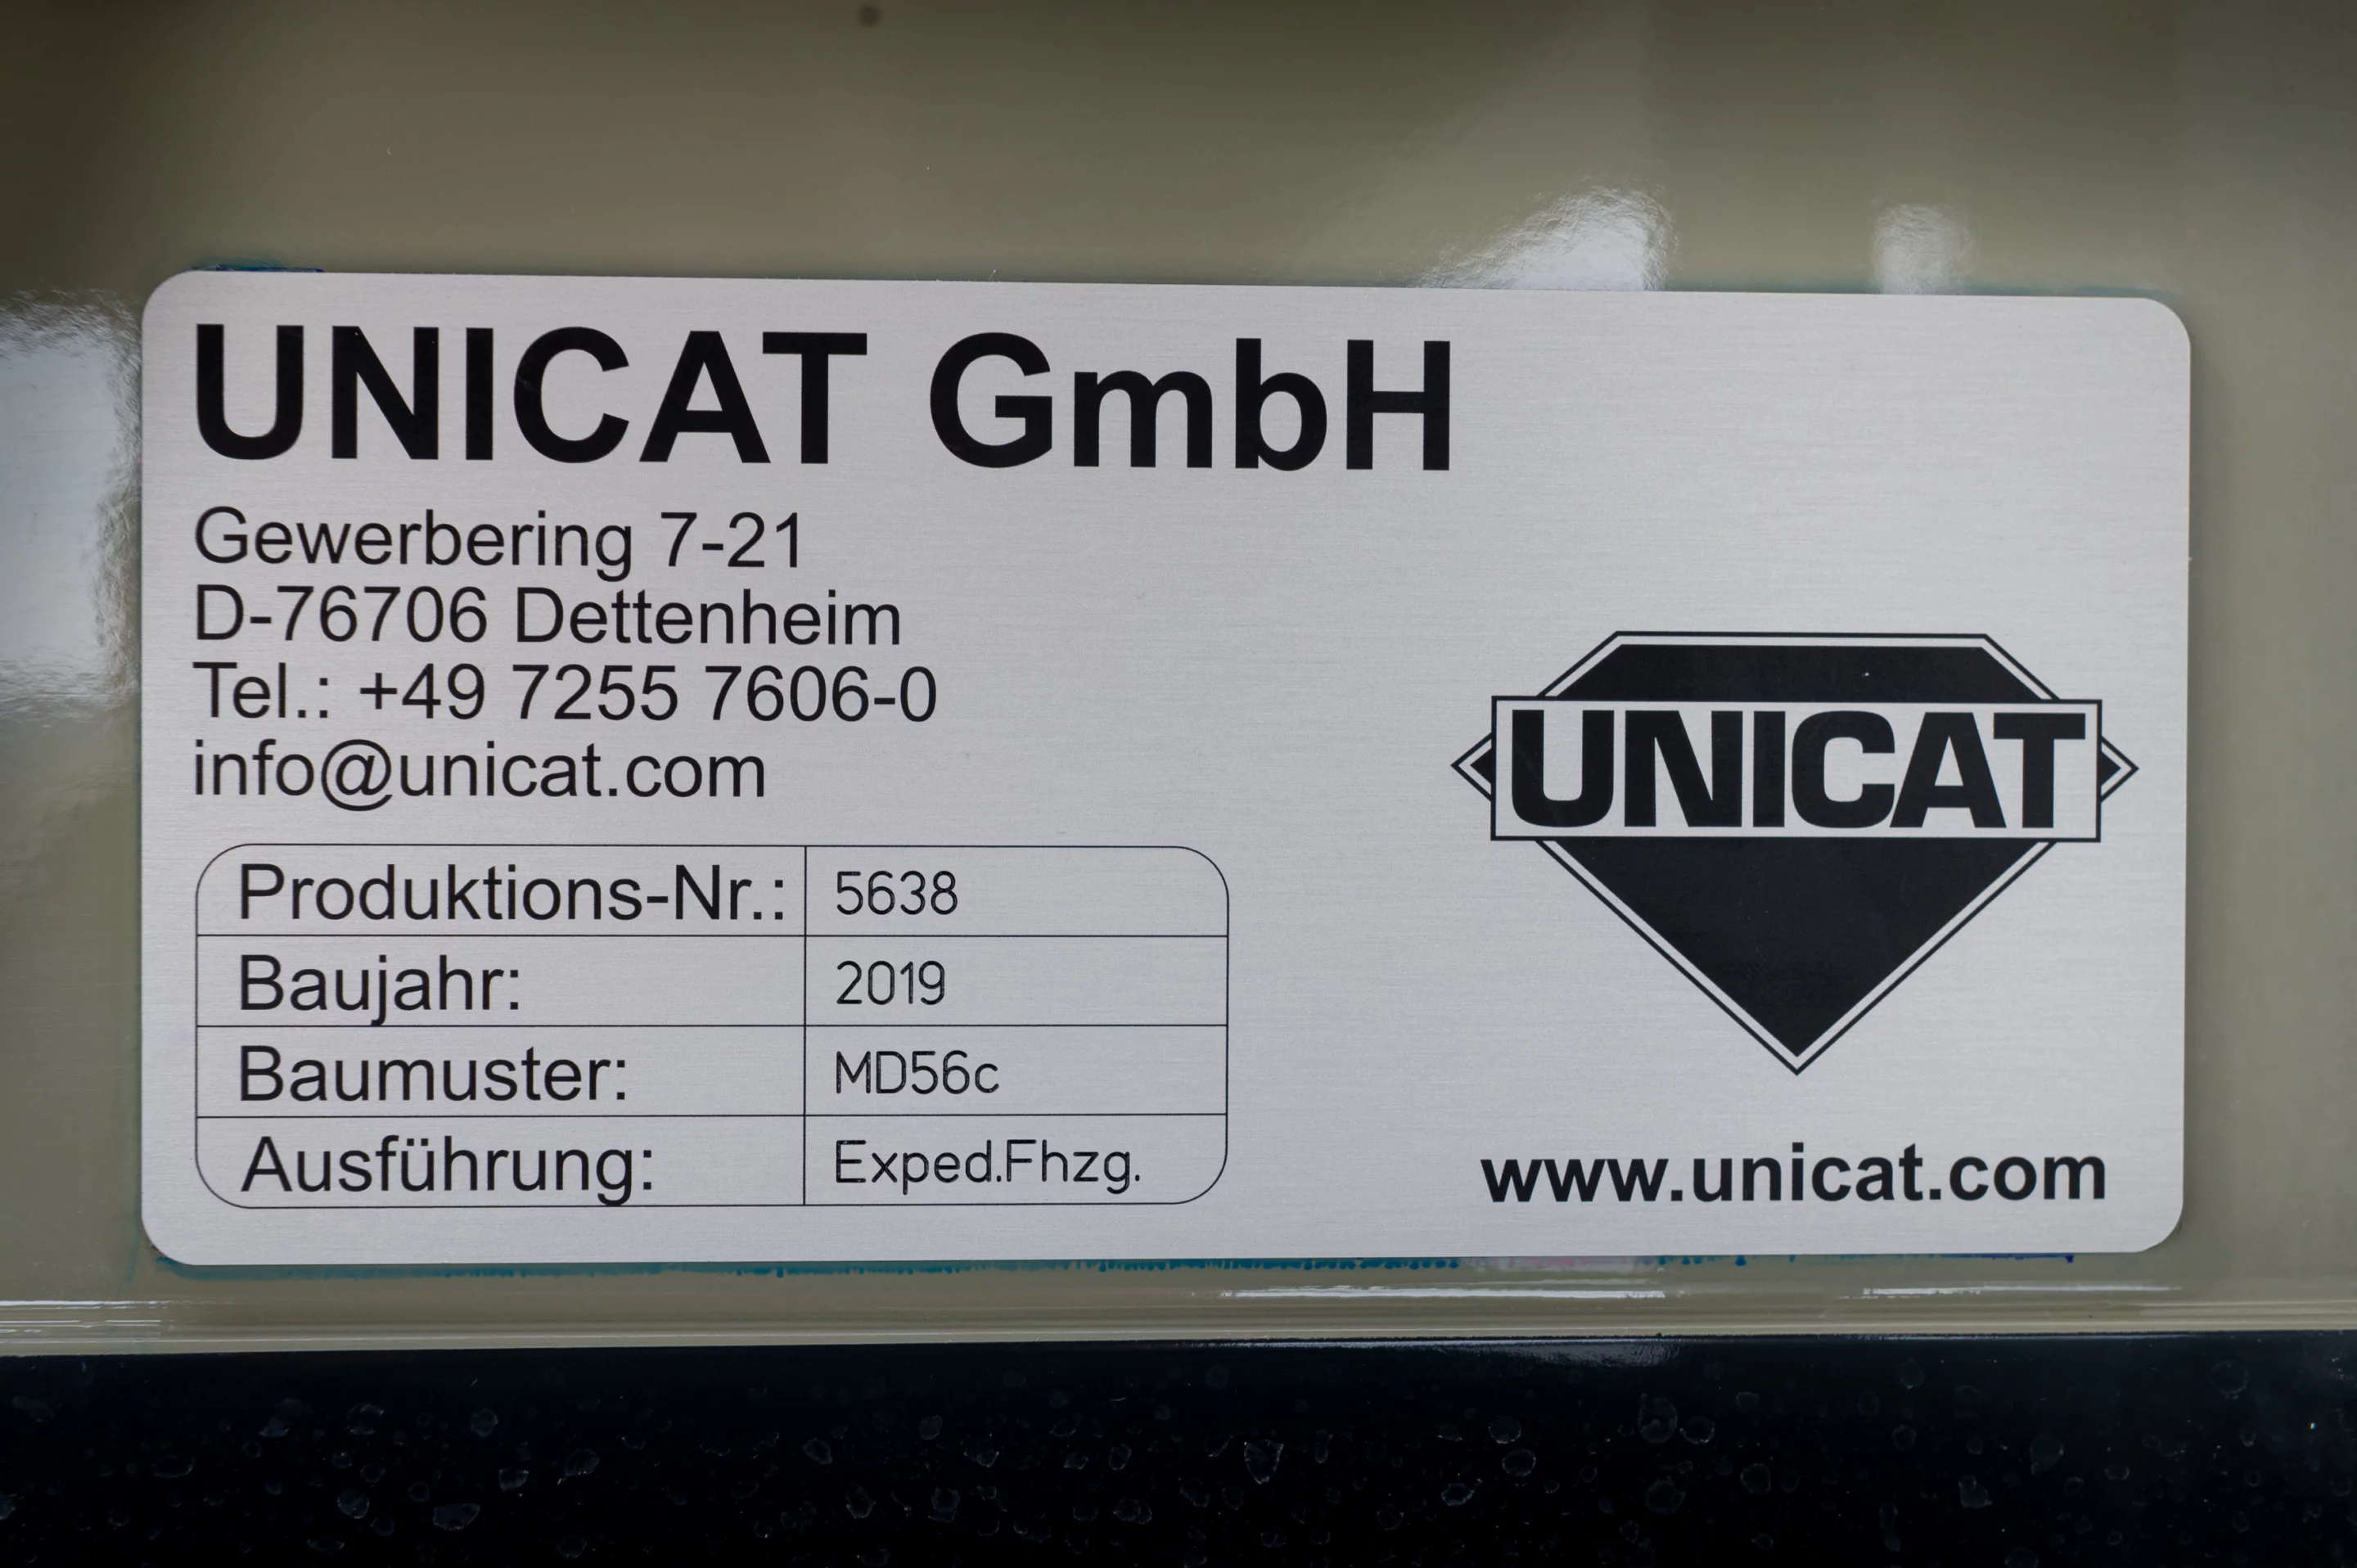 UNICAT GmbH
Gewerbering 7-21
D-76706 Dettenheim
Tel.: +49 7255 7606-0
info@unicat.com
Produktions-Nr.: 5638
Baujahr: 2019
Baumuster: MD56c
Ausführung: Exped.Fhzg.
UNICAT
www.unicat.com